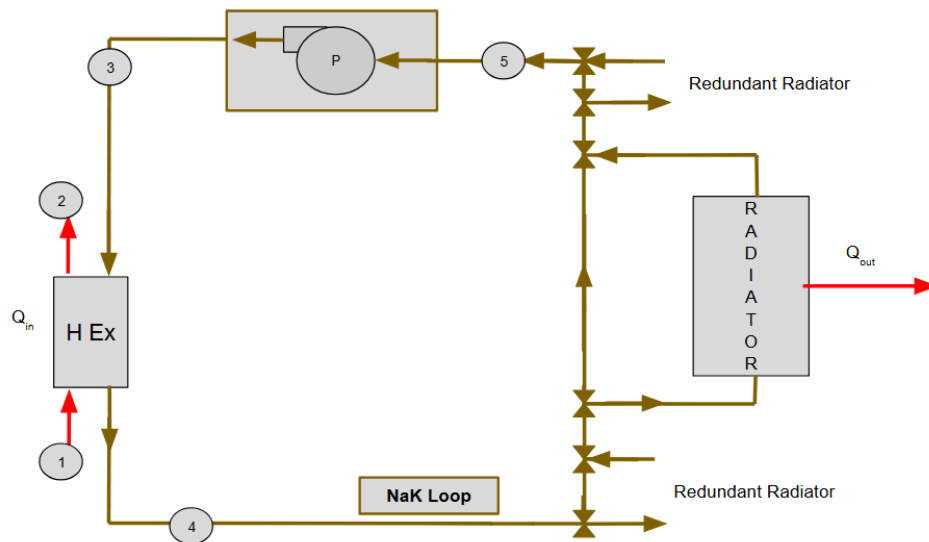 P
3
5
Redundant Radiator
2
R
A
D
I
A
T
O
R
Q out
Q in
H Ex
1
NaK Loop
Redundant Radiator
4